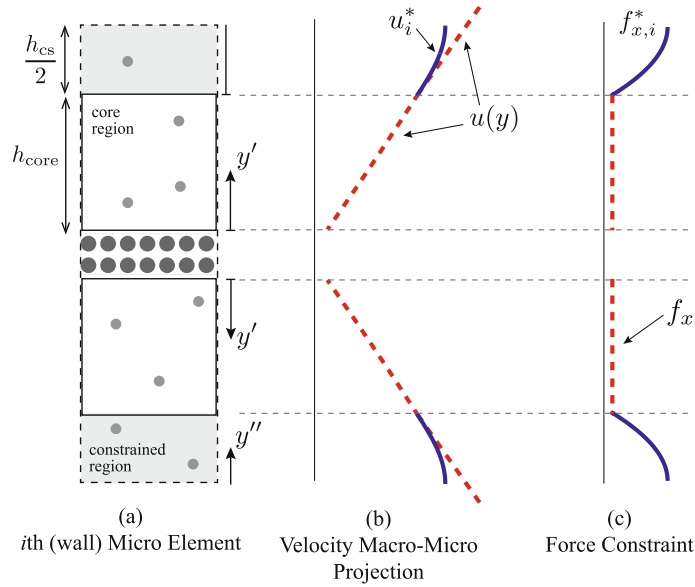 h_cs/2
core
region
h_core
y′
y′
constrained
region
y″
u_i^*
u(y)
f_{x,i}^*
f_x
(a)
ith (wall) Micro Element
(b)
Velocity Macro-Micro
Projection
(c)
Force Constraint